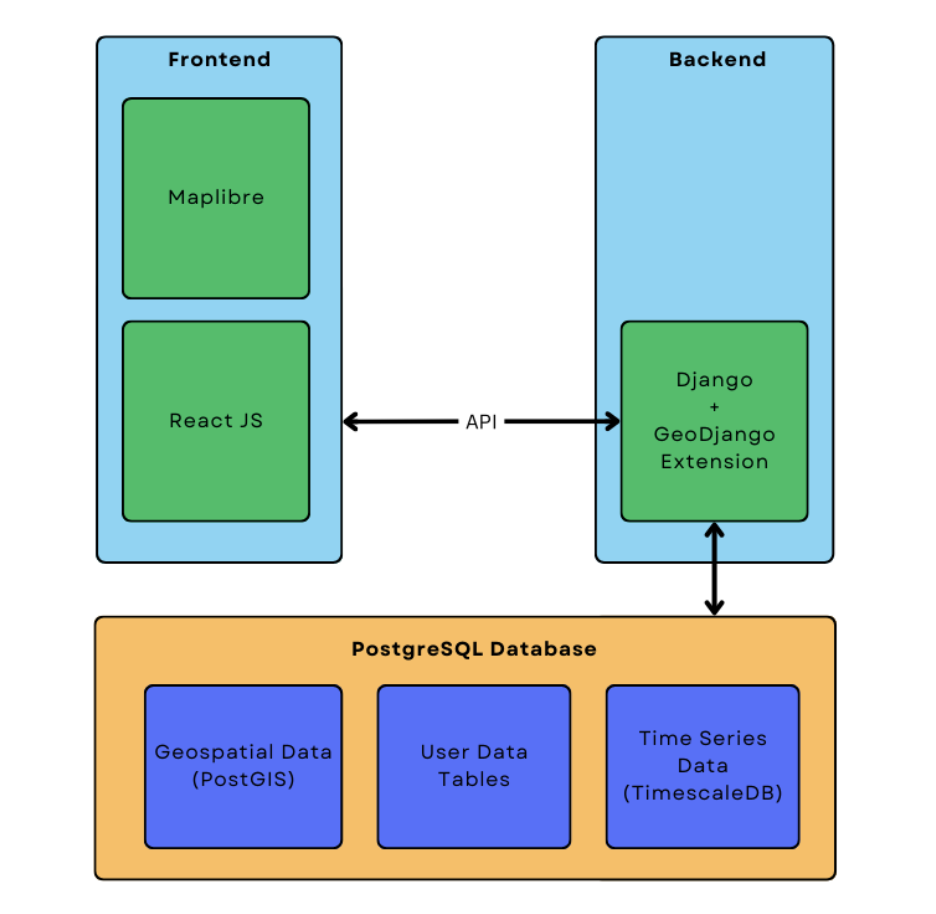 Frontend
Maplibre
React JS
API
Backend
Django
+
GeoDjango
Extension
PostgreSQL Database
Geospatial Data
(PostGIS)
User Data
Tables
Time Series
Data
(TimescaleDB)